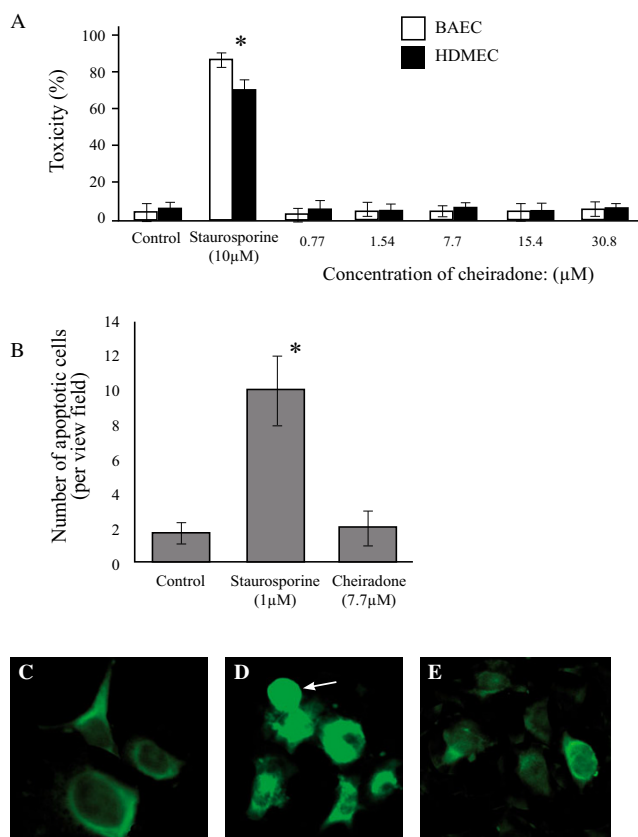 A
BAEC
HDMEC
Toxicity (%)
100
80
60
40
20
0
*
Control
Staurosporine
(10µM)
0.77
1.54
7.7
15.4
30.8
Concentration of cheiradone: (µM)
B
Number of apoptotic cells
(per view field)
14
12
10
8
6
4
2
0
*
Control
Staurosporine
(1µM)
Cheiradone
(7.7µM)
C
D
E